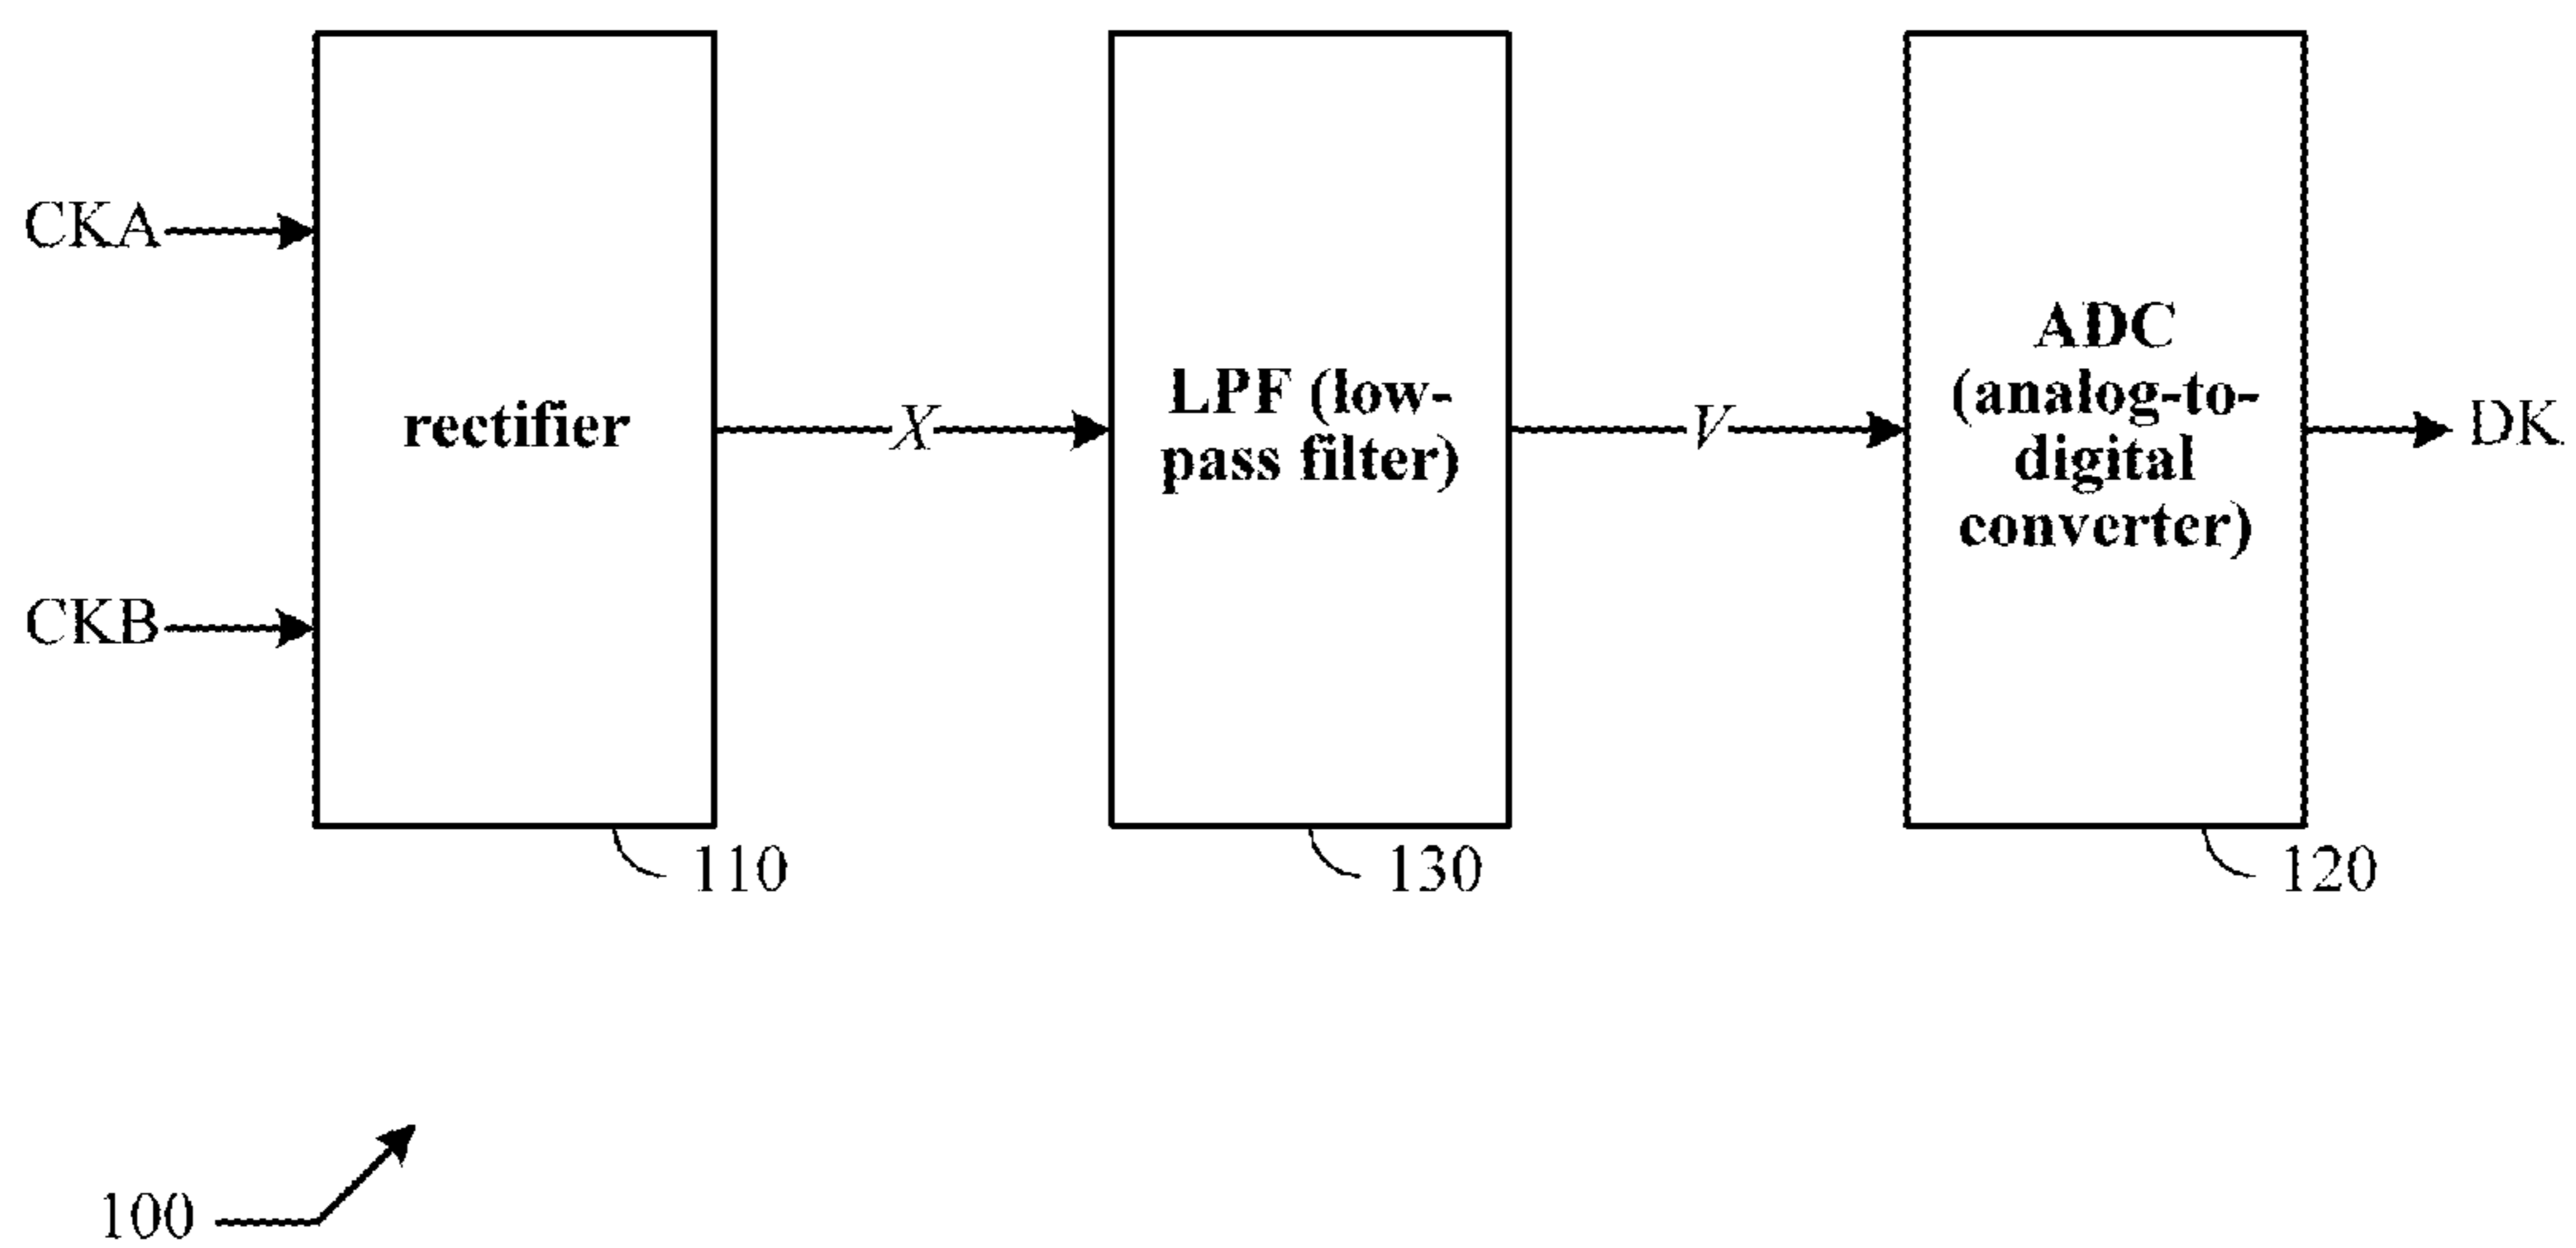 CKA
CKB
rectifier
110
X
LPF (low-
pass filter)
130
V
ADC
(analog-to-
digital
converter)
120
DK
100